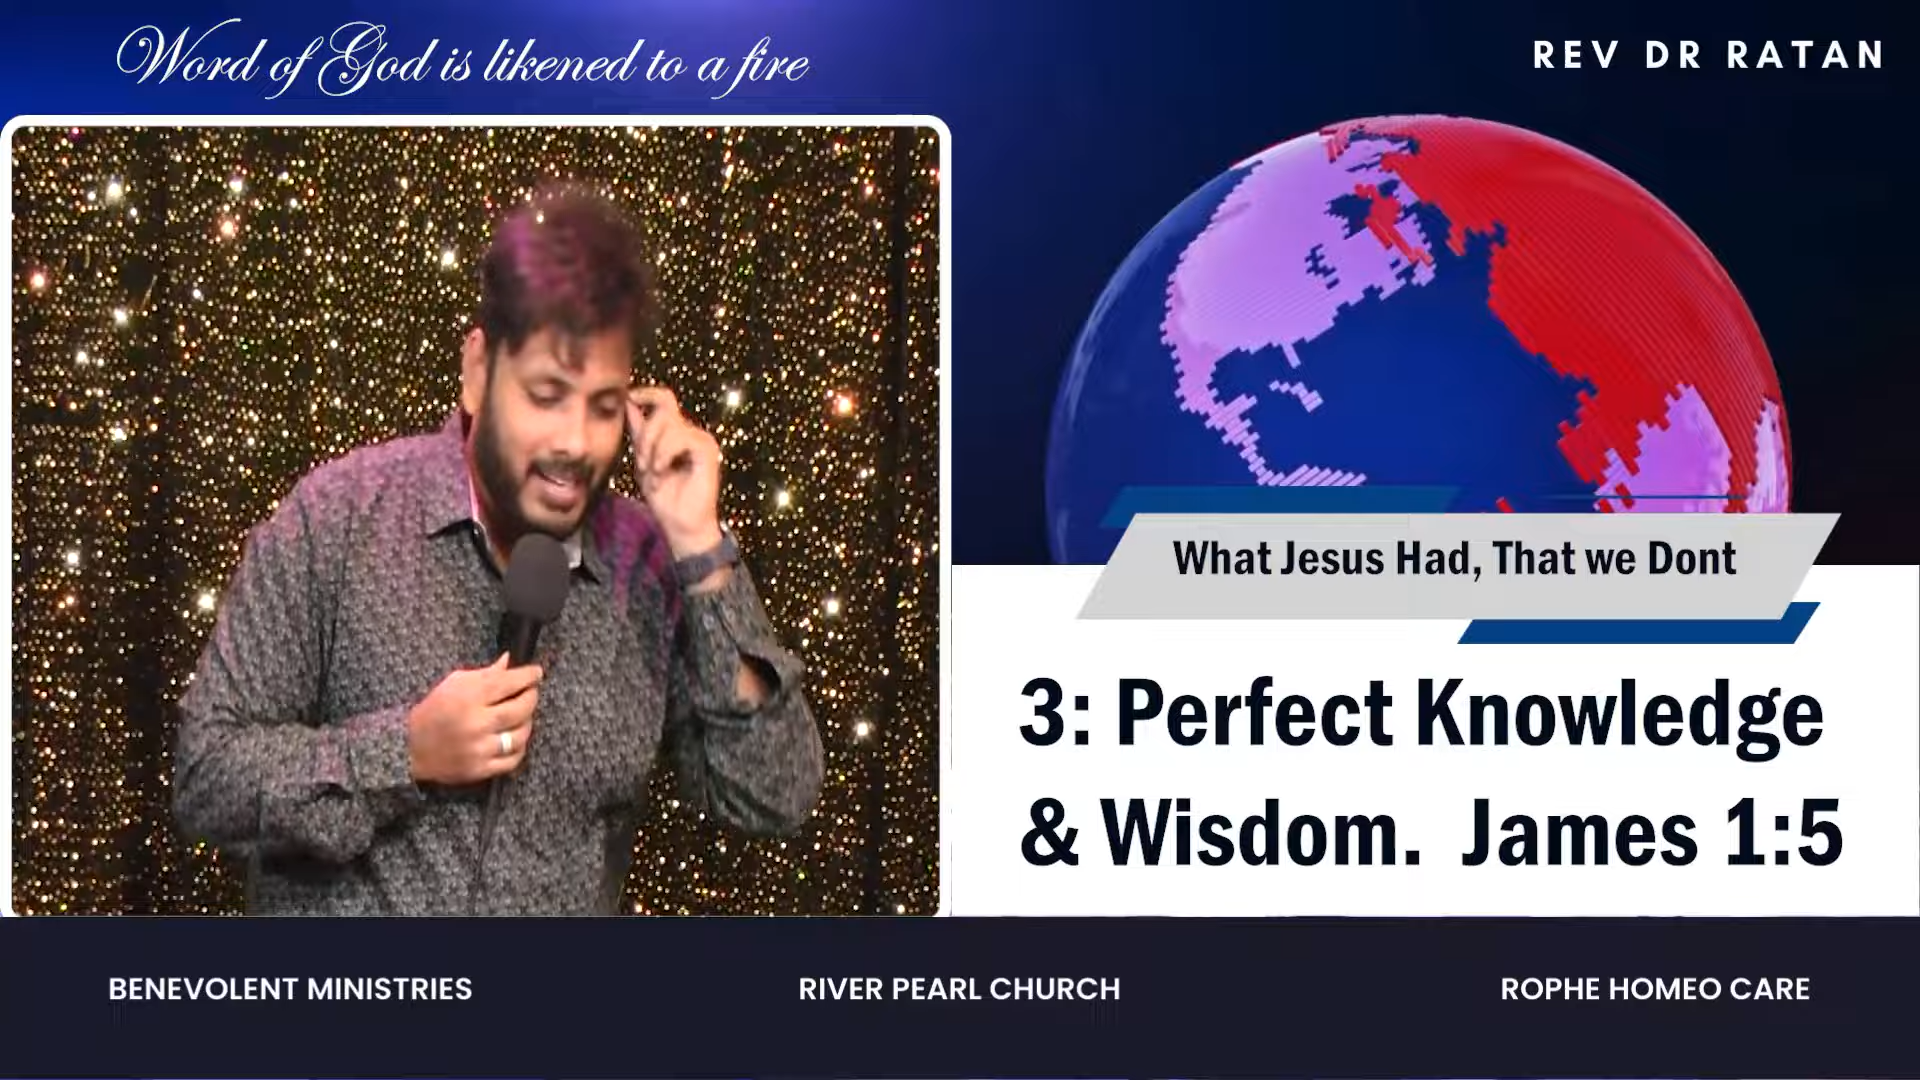 Word of God is likened to a fire
REV DR RATAN
What Jesus Had, That we Dont
3: Perfect Knowledge
& Wisdom. James 1:5
BENEVOLENT MINISTRIES
RIVER PEARL CHURCH
ROPHE HOMEO CARE